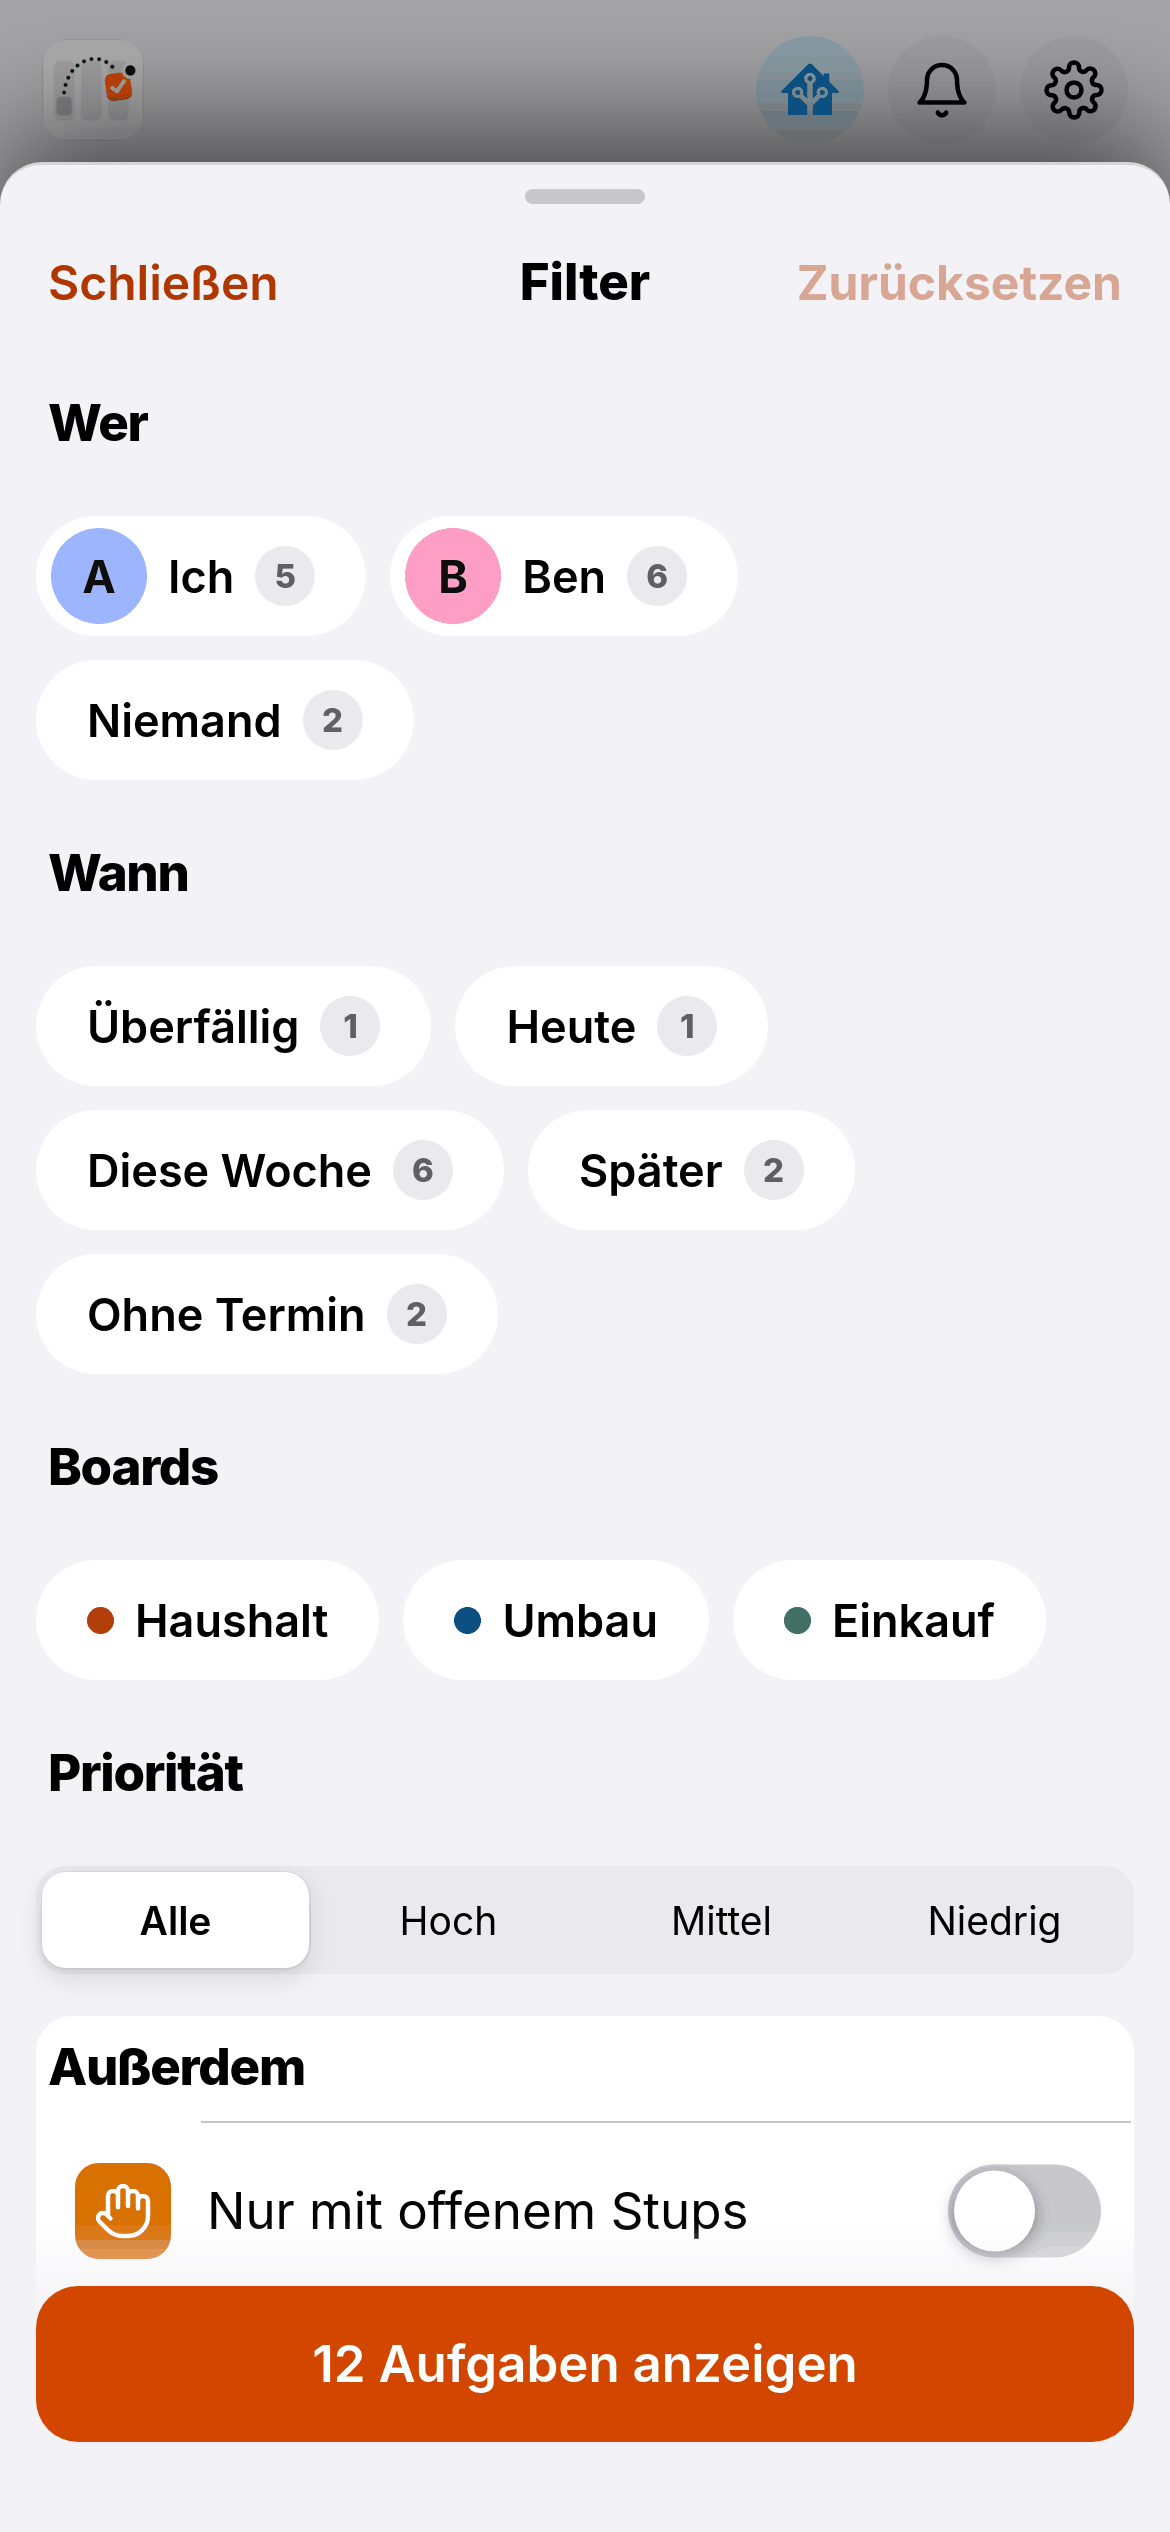 Schließen Filter Zurücksetzen
Wer
A Ich 5 B Ben 6
Niemand 2
Wann
Überfällig 1 Heute 1
Diese Woche 6 Später 2
Ohne Termin 2
Boards
Haushalt Umbau Einkauf
Priorität
Alle Hoch Mittel Niedrig
Außerdem
Nur mit offenem Stups
12 Aufgaben anzeigen